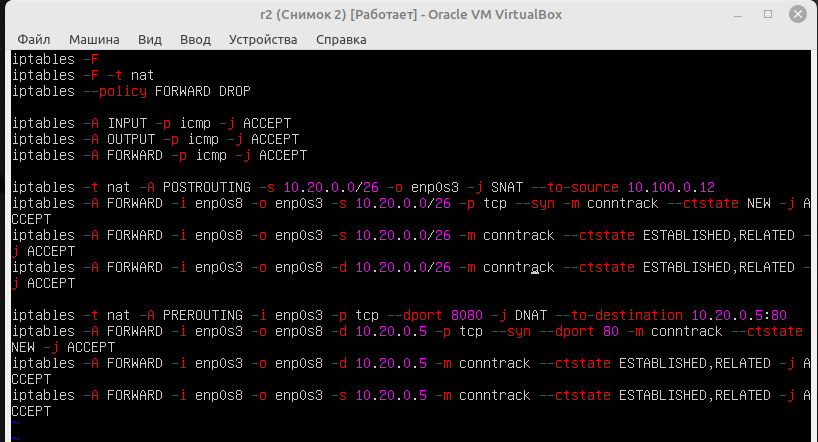 r2 (Снимок 2) [Работает] - Oracle VM VirtualBox
Файл Машина Вид Ввод Устройства Справка
iptables -F
iptables -F -t nat
iptables --policy FORWARD DROP
iptables -A INPUT -p icmp -j ACCEPT
iptables -A OUTPUT -p icmp -j ACCEPT
iptables -A FORWARD -p icmp -j ACCEPT
iptables -t nat -A POSTROUTING -s 10.20.0.0/26 -o enp0s3 -j SNAT --to-source 10.100.0.12
iptables -A FORWARD -i enp0s8 -o enp0s3 -s 10.20.0.0/26 -p tcp --syn -m conntrack --ctstate NEW -j A
CCEPT
iptables -A FORWARD -i enp0s8 -o enp0s3 -s 10.20.0.0/26 -m conntrack --ctstate ESTABLISHED,RELATED -
j ACCEPT
iptables -A FORWARD -i enp0s3 -o enp0s8 -d 10.20.0.0/26 -m conntrack --ctstate ESTABLISHED,RELATED -
j ACCEPT
iptables -t nat -A PREROUTING -i enp0s3 -p tcp --dport 8080 -j DNAT --to-destination 10.20.0.5:80
iptables -A FORWARD -i enp0s3 -o enp0s8 -d 10.20.0.5 -p tcp --syn --dport 80 -m conntrack --ctstate
NEW -j ACCEPT
iptables -A FORWARD -i enp0s3 -o enp0s8 -d 10.20.0.5 -m conntrack --ctstate ESTABLISHED,RELATED -j A
CCEPT
iptables -A FORWARD -i enp0s8 -o enp0s3 -s 10.20.0.5 -m conntrack --ctstate ESTABLISHED,RELATED -j A
CCEPT
~
~